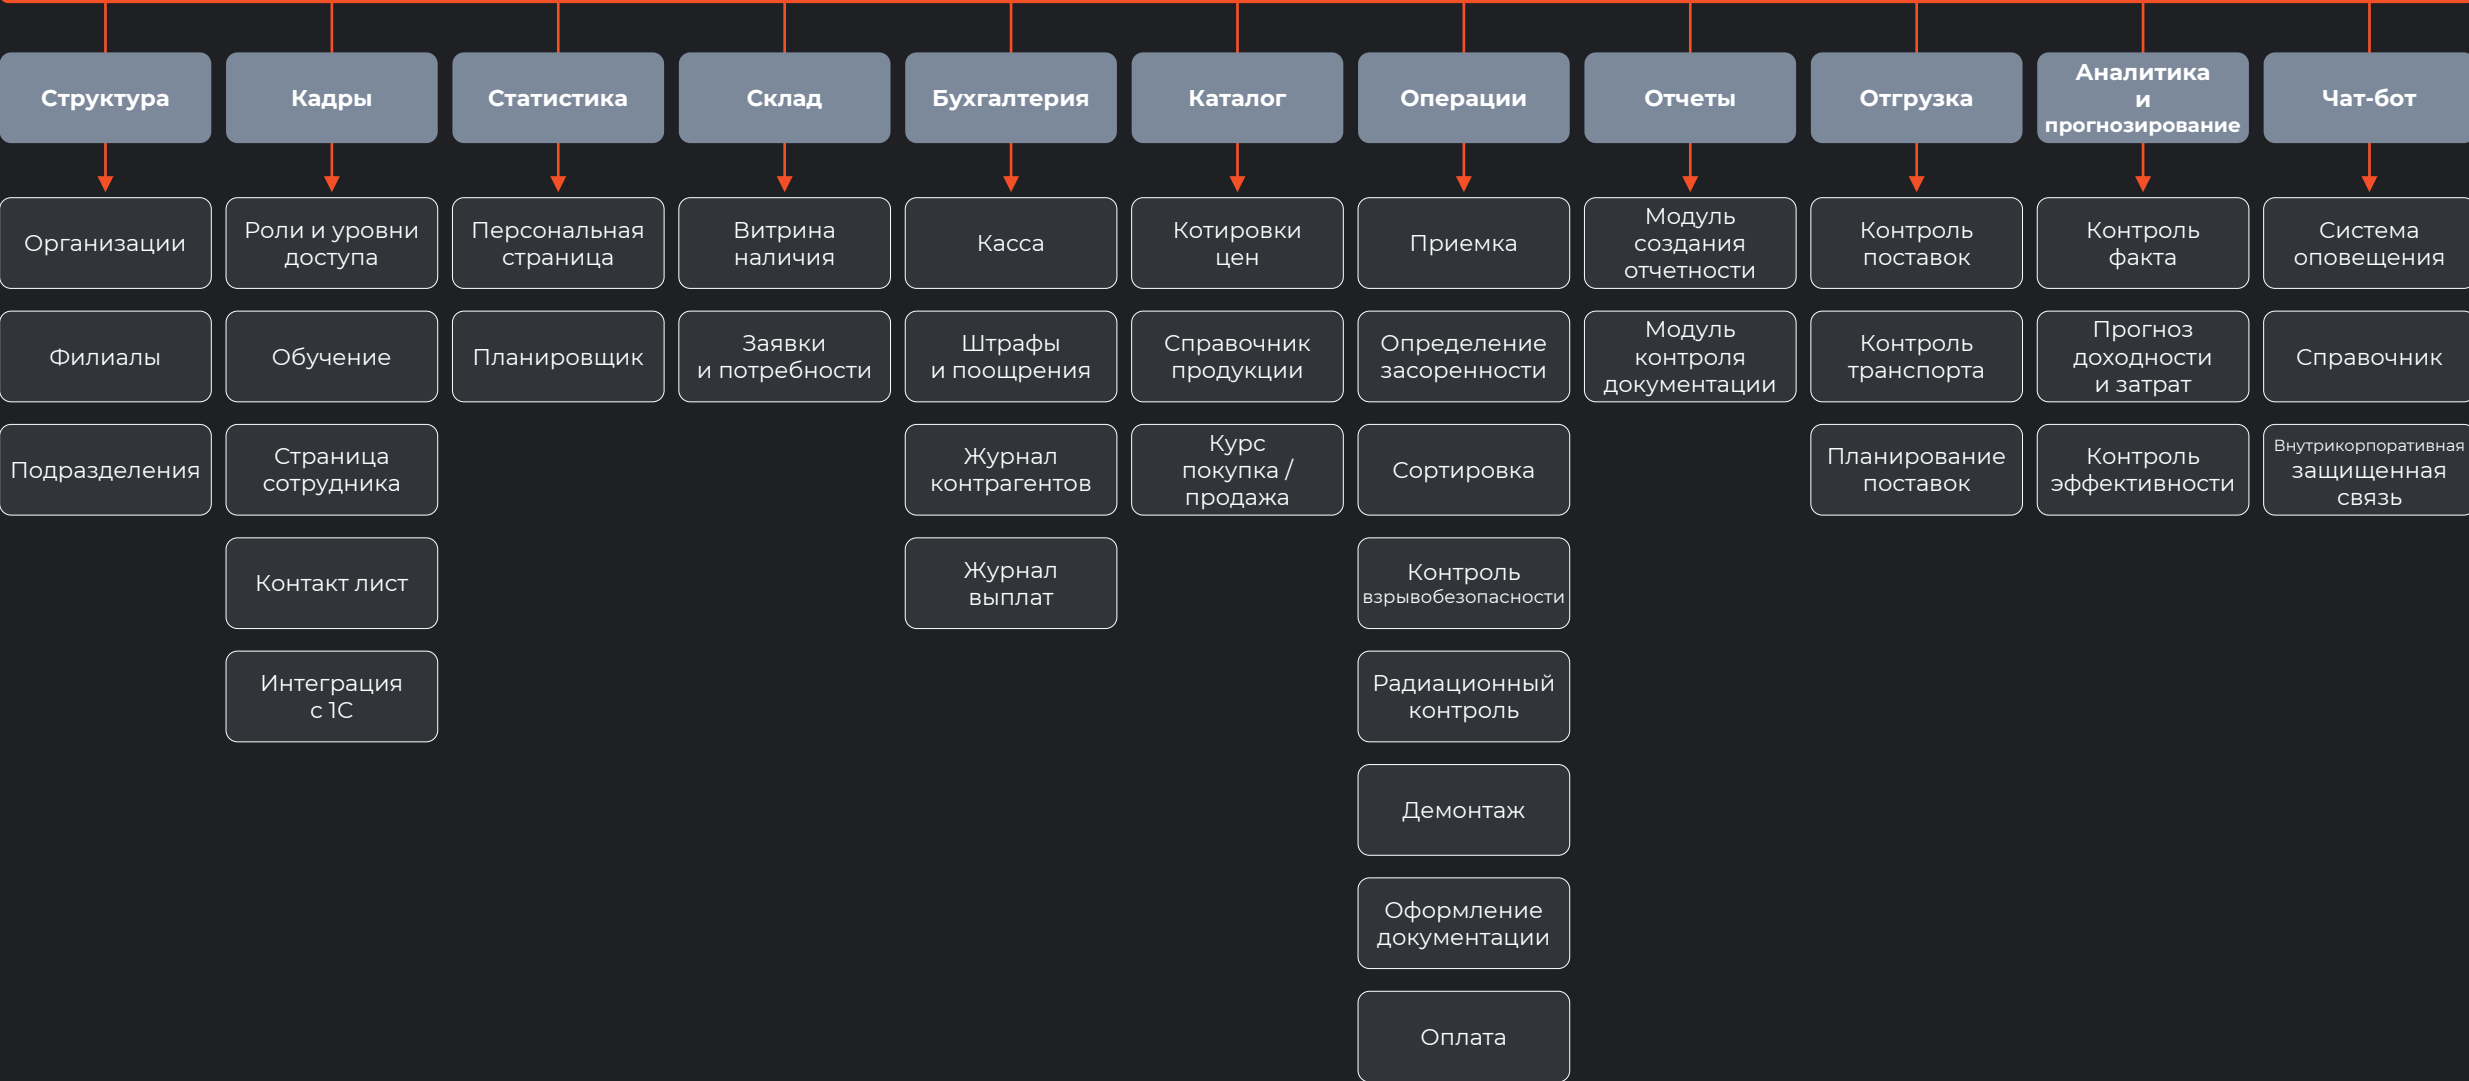 Структура
Кадры
Статистика
Склад
Бухгалтерия
Каталог
Операции
Отчеты
Отгрузка
Аналитика
и
прогнозирование
Чат-бот
Организации
Роли и уровни
доступа
Персональная
страница
Витрина
наличия
Касса
Котировки
цен
Приемка
Модуль
создания
отчетности
Контроль
поставок
Контроль
факта
Система
оповещения
Филиалы
Обучение
Планировщик
Заявки
и потребности
Штрафы
и поощрения
Справочник
продукции
Определение
засоренности
Модуль
контроля
документации
Контроль
транспорта
Прогноз
доходности
и затрат
Справочник
Подразделения
Страница
сотрудника
Журнал
контрагентов
Курс
покупка /
продажа
Сортировка
Планирование
поставок
Контроль
эффективности
Внутрикорпоративная
защищенная
связь
Контакт лист
Журнал
выплат
Контроль
взрывобезопасности
Интеграция
с 1С
Радиационный
контроль
Демонтаж
Оформление
документации
Оплата